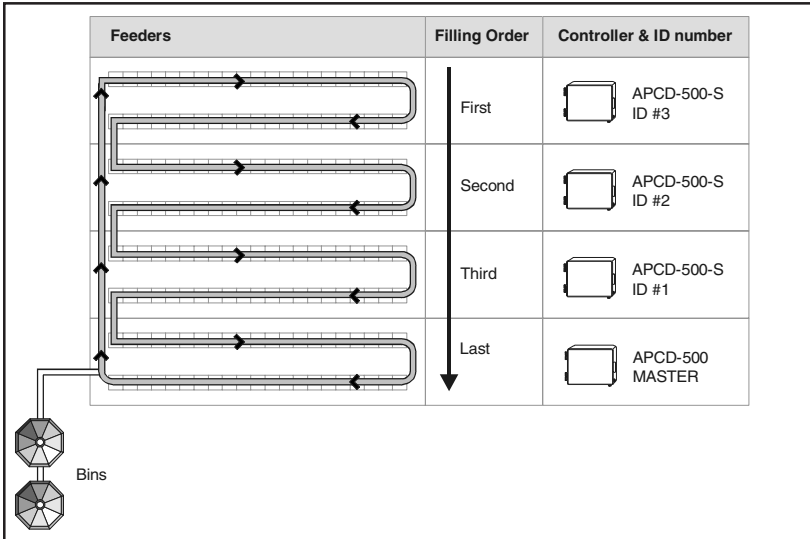 Feeders Filling Order Controller & ID number
First
APCD-500-S
ID #3
Second
APCD-500-S
ID #2
Third
APCD-500-S
ID #1
Last
APCD-500
MASTER
Bins